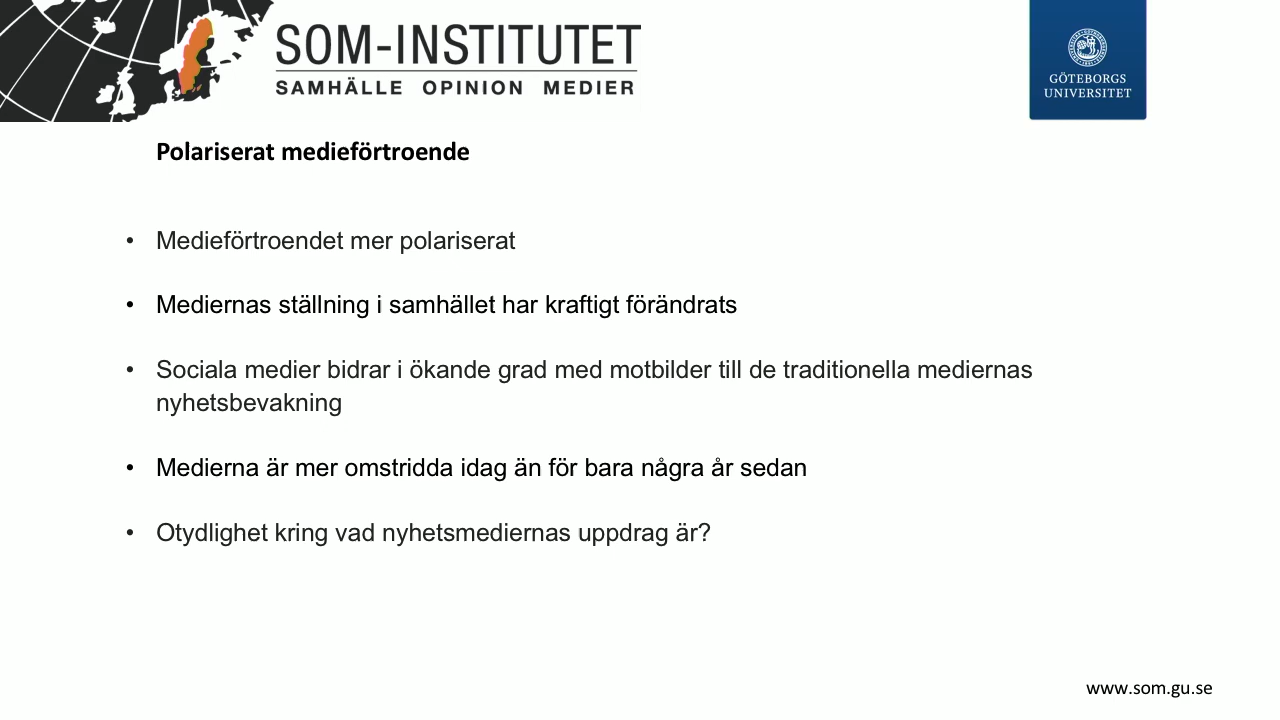 SOM-INSTITUTET
SAMHÄLLE OPINION MEDIER
GÖTEBORGS
UNIVERSITET
Polariserat medieförtroende
• Medieförtroendet mer polariserat
• Mediernas ställning i samhället har kraftigt förändrats
• Sociala medier bidrar i ökande grad med motbilder till de traditionella mediernas
nyhetsbevakning
• Medierna är mer omstridda idag än för bara några år sedan
• Otydlighet kring vad nyhetsmediernas uppdrag är?
www.som.gu.se